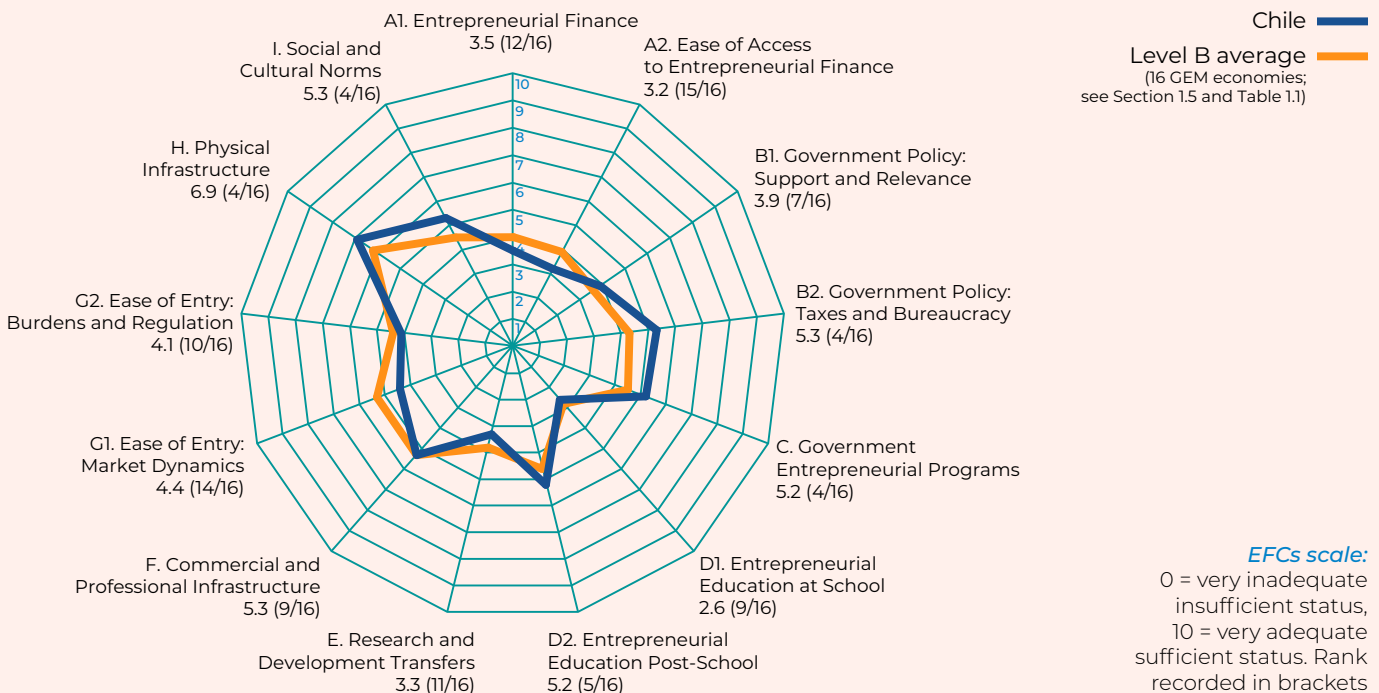 A1. Entrepreneurial Finance
3.5 (12/16)
A2. Ease of Access
to Entrepreneurial Finance
3.2 (15/16)
B1. Government Policy:
Support and Relevance
3.9 (7/16)
B2. Government Policy:
Taxes and Bureaucracy
5.3 (4/16)
C. Government
Entrepreneurial Programs
5.2 (4/16)
D1. Entrepreneurial
Education at School
2.6 (9/16)
D2. Entrepreneurial
Education Post-School
5.2 (5/16)
E. Research and
Development Transfers
3.3 (11/16)
F. Commercial and
Professional Infrastructure
5.3 (9/16)
G1. Ease of Entry:
Market Dynamics
4.4 (14/16)
G2. Ease of Entry:
Burdens and Regulation
4.1 (10/16)
H. Physical
Infrastructure
6.9 (4/16)
I. Social and
Cultural Norms
5.3 (4/16)
10
9
8
7
6
5
4
3
2
1
Chile
Level B average
(16 GEM economies;
see Section 1.5 and Table 1.1)
EFCs scale:
0 = very inadequate
insufficient status,
10 = very adequate
sufficient status. Rank
recorded in brackets